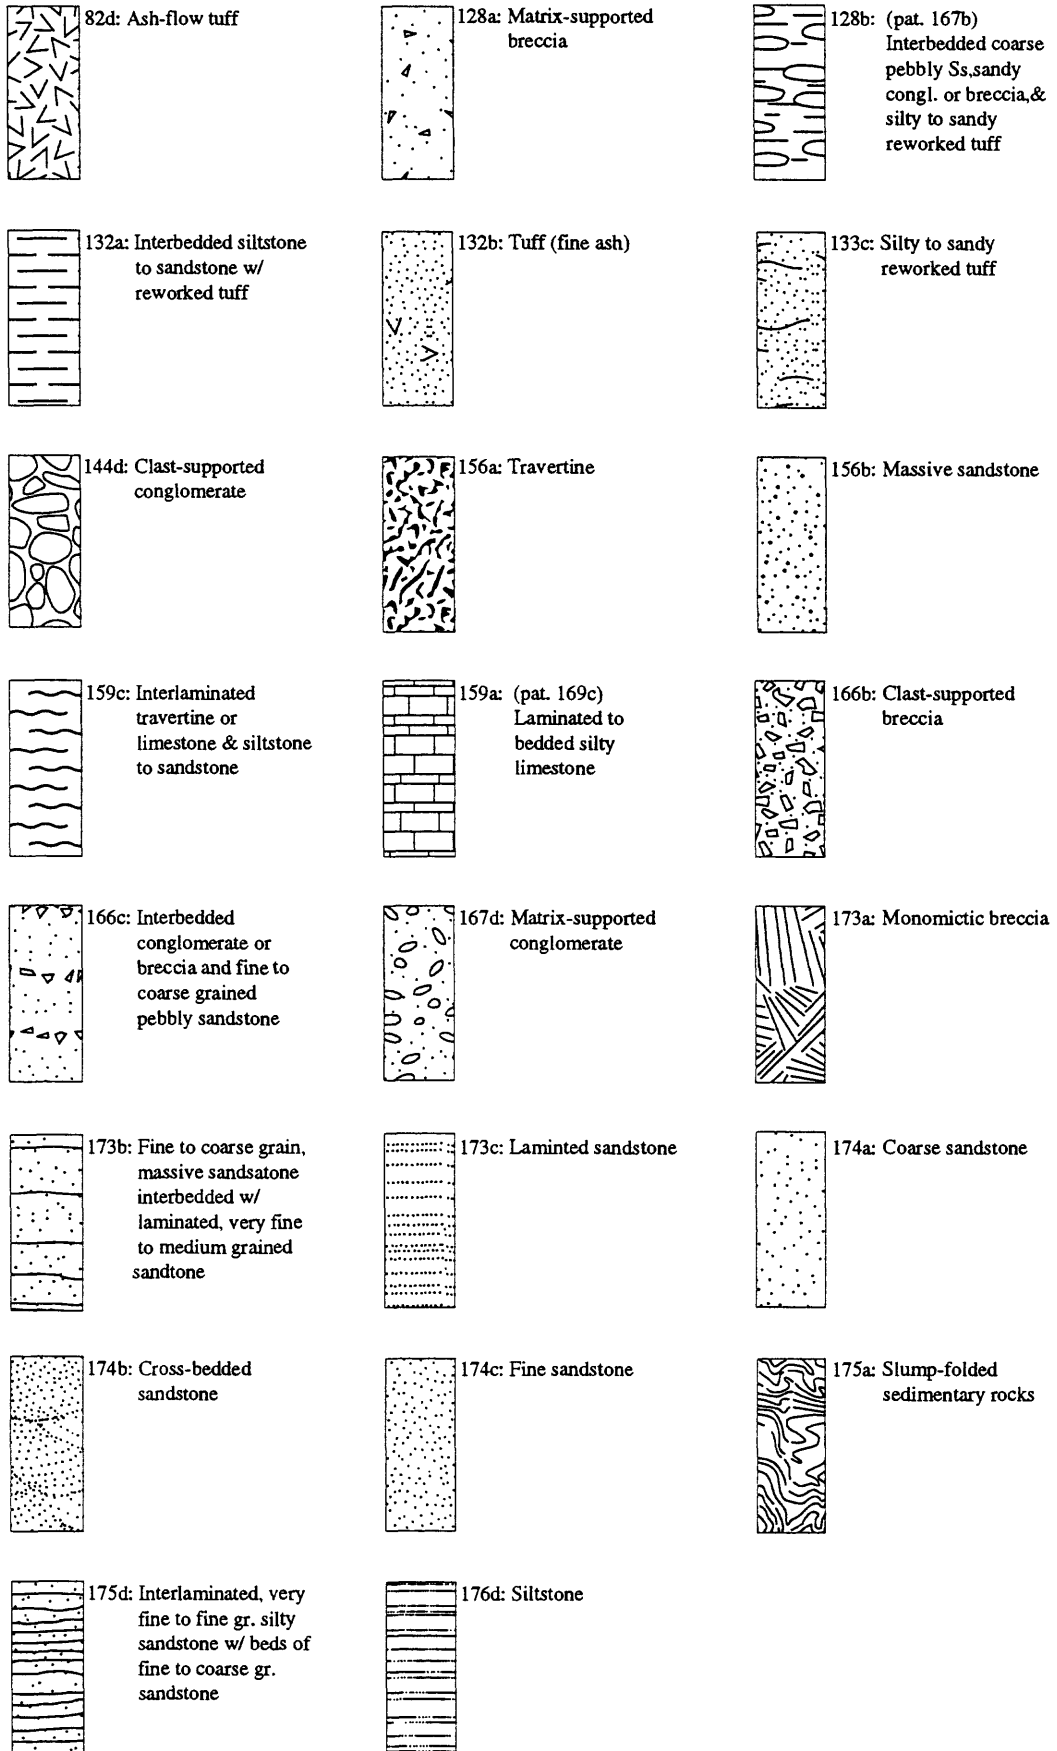 82d: Ash-flow tuff
128a: Matrix-supported
breccia
128b: (pat. 167b)
Interbedded coarse
pebbly Ss,sandy
congl. or breccia,&
silty to sandy
reworked tuff
132a: Interbedded siltstone
to sandstone w/
reworked tuff
132b: Tuff (fine ash)
133c: Silty to sandy
reworked tuff
144d: Clast-supported
conglomerate
156a: Travertine
156b: Massive sandstone
159c: Interlaminated
travertine or
limestone & siltstone
to sandstone
159a: (pat. 169c)
Laminated to
bedded silty
limestone
166b: Clast-supported
breccia
166c: Interbedded
conglomerate or
breccia and fine to
coarse grained
pebbly sandstone
167d: Matrix-supported
conglomerate
173a: Monomictic breccia
173b: Fine to coarse grain,
massive sandsatone
interbedded w/
laminated, very fine
to medium grained
sandtone
173c: Laminted sandstone
174a: Coarse sandstone
174b: Cross-bedded
sandstone
174c: Fine sandstone
175a: Slump-folded
sedimentary rocks
175d: Interlaminated, very
fine to fine gr. silty
sandstone w/ beds of
fine to coarse gr.
sandstone
176d: Siltstone